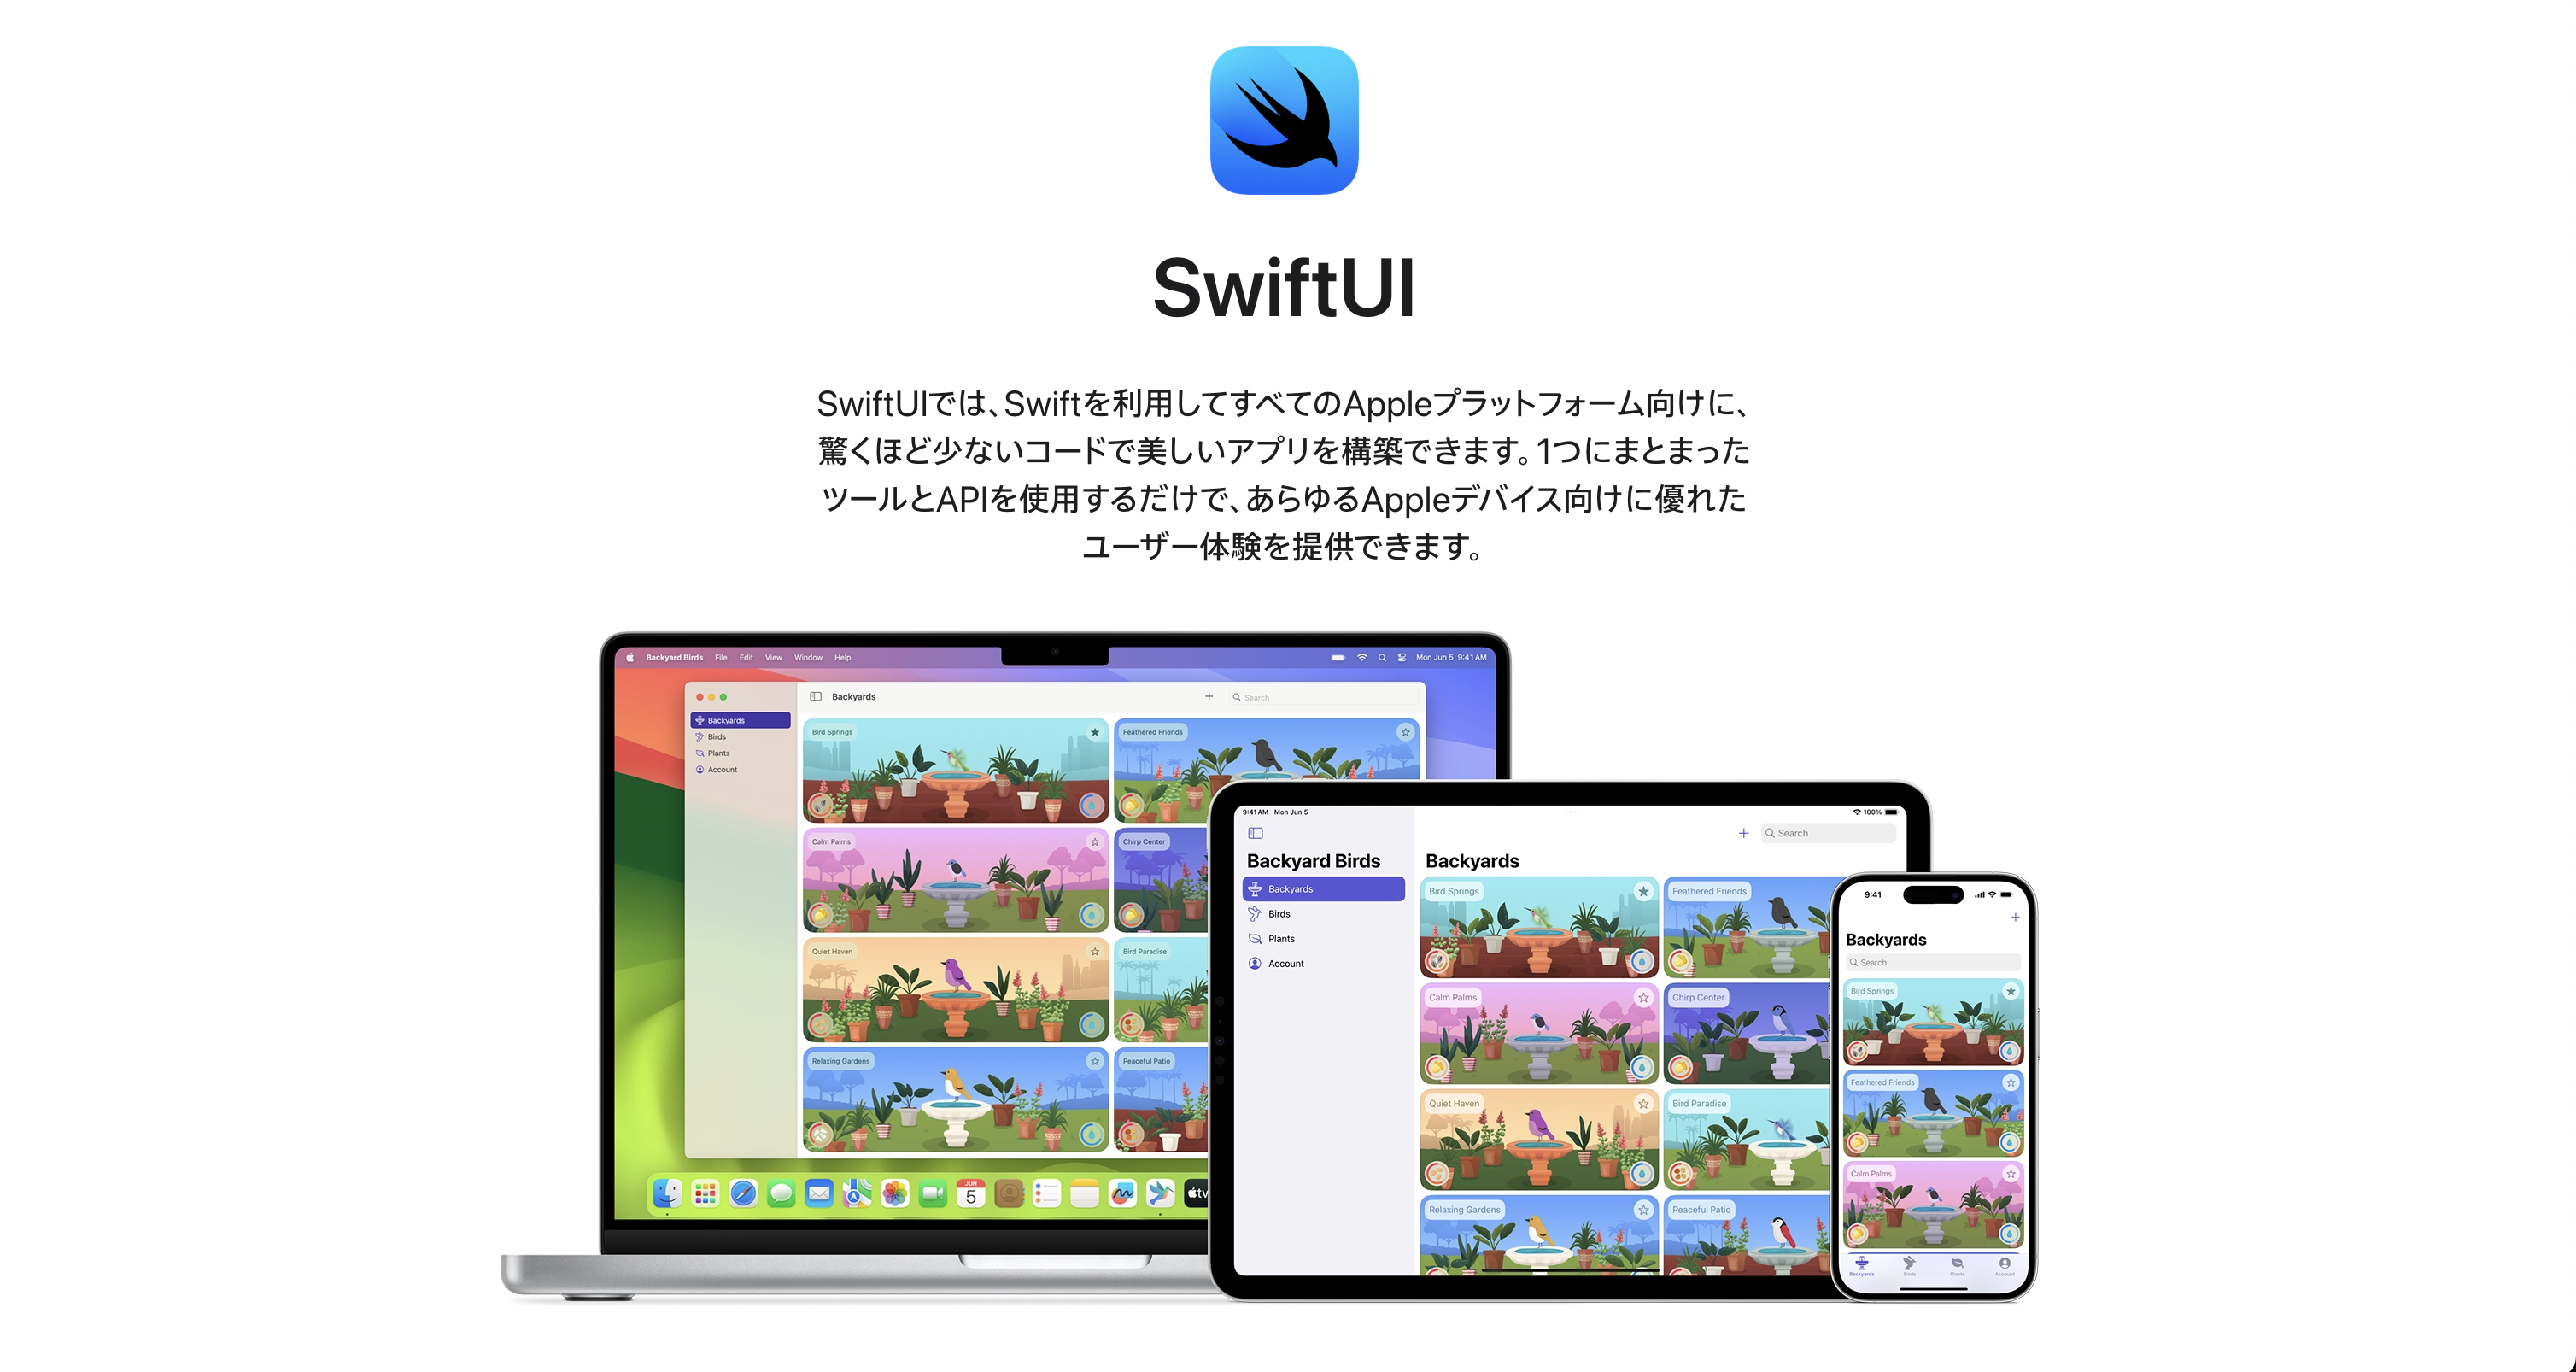 SwiftUI
SwiftUIでは、Swiftを利用してすべてのAppleプラットフォーム向けに、
驚くほど少ないコードで美しいアプリを構築できます。1つにまとまった
ツールとAPIを使用するだけで、あらゆるAppleデバイス向けに優れた
ユーザー体験を提供できます。
Backyard Birds File Edit View Window Help Mon Jun 5 9:41 AM
Backyards Search
Backyards
Birds
Plants
Account
Bird Springs Feathered Friends
Calm Palms Chirp Center
Quiet Haven Bird Paradise
Relaxing Gardens Peaceful Patio
JUN
5
tv
9:41 AM Mon Jun 5 100%
Search
Backyard Birds
Backyards
Birds
Plants
Account
Backyards
Bird Springs Feathered Friends
Calm Palms Chirp Center
Quiet Haven Bird Paradise
Relaxing Gardens Peaceful Patio
9:41
Backyards
Search
Bird Springs
Feathered Friends
Calm Palms
Backyards Birds Plants Account